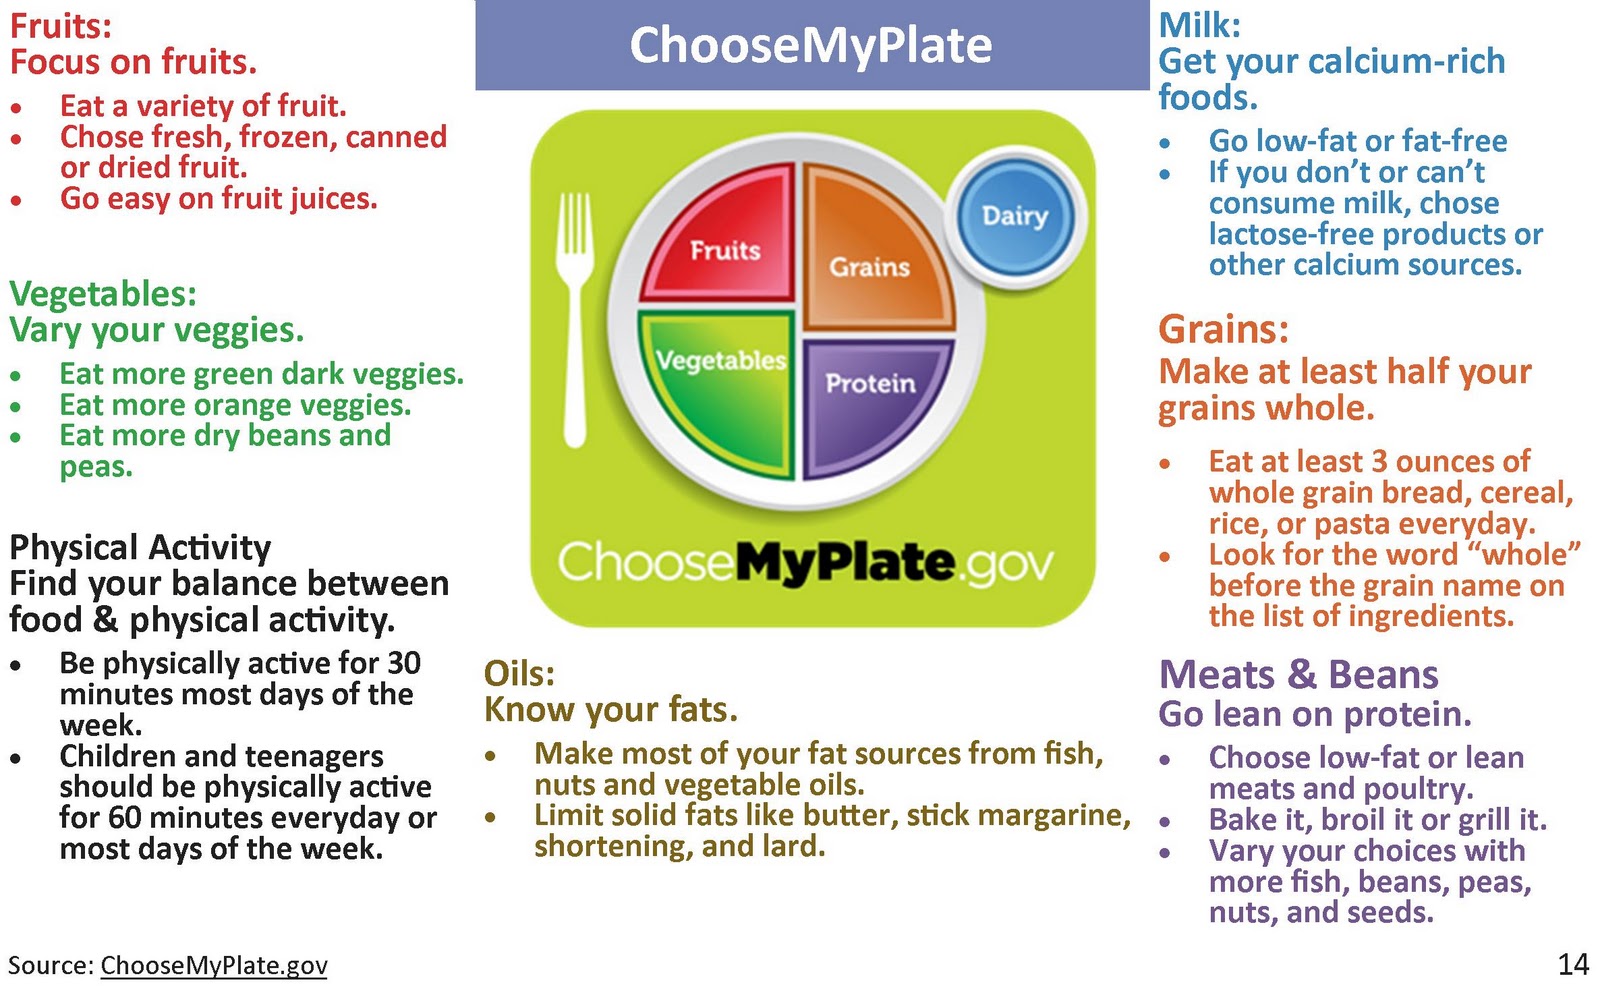 Fruits:
Focus on fruits.
• Eat a variety of fruit.
• Chose fresh, frozen, canned
or dried fruit.
• Go easy on fruit juices.
Vegetables:
Vary your veggies.
• Eat more green dark veggies.
• Eat more orange veggies.
• Eat more dry beans and
peas.
Physical Activity
Find your balance between
food & physical activity.
• Be physically active for 30
minutes most days of the
week.
• Children and teenagers
should be physically active
for 60 minutes everyday or
most days of the week.
ChooseMyPlate
Fruits
Grains
Dairy
Vegetables
Protein
ChooseMyPlate.gov
Oils:
Know your fats.
• Make most of your fat sources from fish,
nuts and vegetable oils.
• Limit solid fats like butter, stick margarine,
shortening, and lard.
Milk:
Get your calcium-rich
foods.
• Go low-fat or fat-free
• If you don’t or can’t
consume milk, chose
lactose-free products or
other calcium sources.
Grains:
Make at least half your
grains whole.
• Eat at least 3 ounces of
whole grain bread, cereal,
rice, or pasta everyday.
• Look for the word “whole”
before the grain name on
the list of ingredients.
Meats & Beans
Go lean on protein.
• Choose low-fat or lean
meats and poultry.
• Bake it, broil it or grill it.
• Vary your choices with
more fish, beans, peas,
nuts, and seeds.
Source: ChooseMyPlate.gov
14